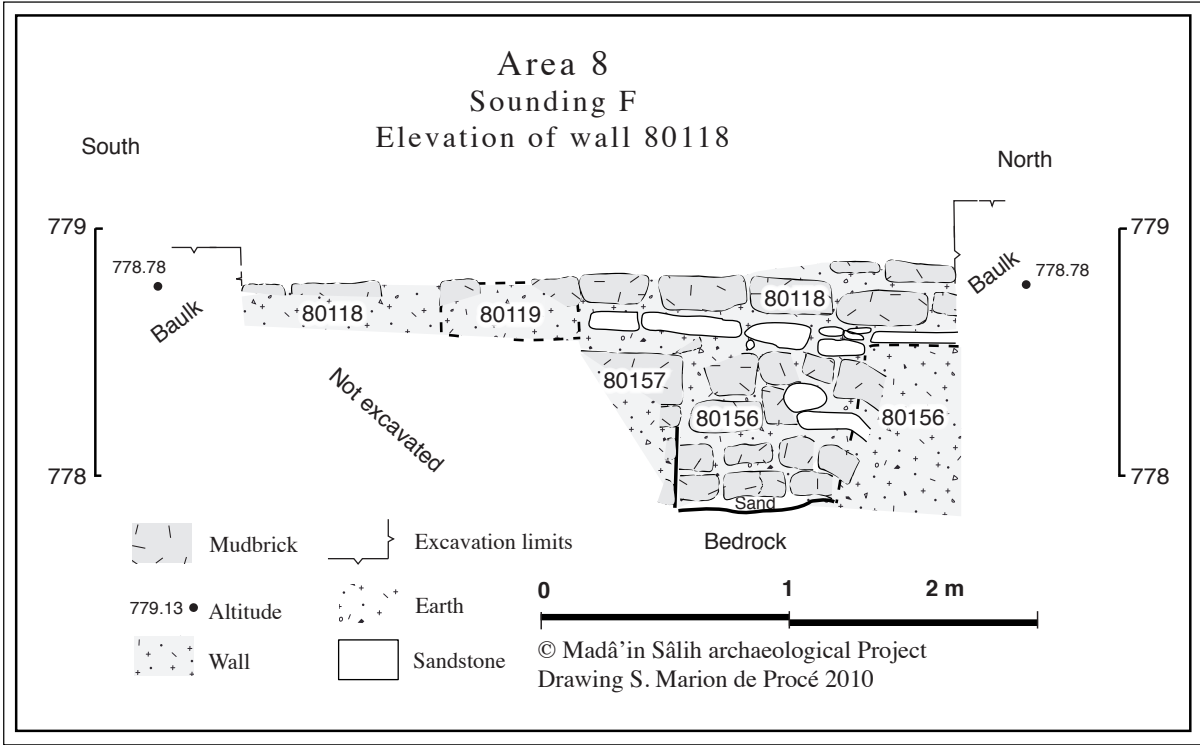 Area 8
Sounding F
Elevation of wall 80118
South
North
779
779
778.78
778.78
Baulk
Baulk
80118
80119
80118
80157
80156
80156
Not excavated
778
778
Sand
Bedrock
Mudbrick
Excavation limits
779.13
Altitude
Earth
Wall
Sandstone
0 1 2 m
© Madâ'in Sâlih archaeological Project
Drawing S. Marion de Procé 2010